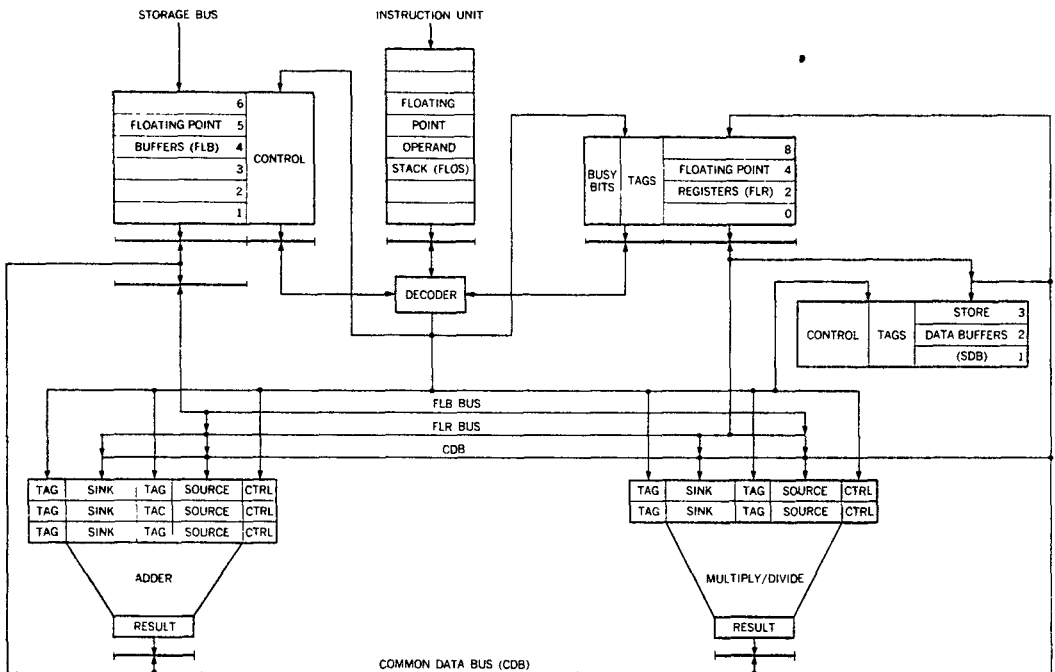 STORAGE BUS
INSTRUCTION UNIT
6
FLOATING POINT 5
BUFFERS (FLB) 4
3
2
1
CONTROL
FLOATING
POINT
OPERAND
STACK (FLOS)
BUSY
BITS
TAGS
8
FLOATING POINT 4
REGISTERS (FLR) 2
0
DECODER
CONTROL
TAGS
STORE 3
DATA BUFFERS 2
(SDB) 1
FLB BUS
FLR BUS
CDB
TAG SINK TAG SOURCE CTRL
TAG SINK TAC SOURCE CTRL
TAG SINK TAG SOURCE CTRL
ADDER
RESULT
TAG SINK TAG SOURCE CTRL
TAG SINK TAG SOURCE CTRL
MULTIPLY/DIVIDE
RESULT
COMMON DATA BUS (CDB)